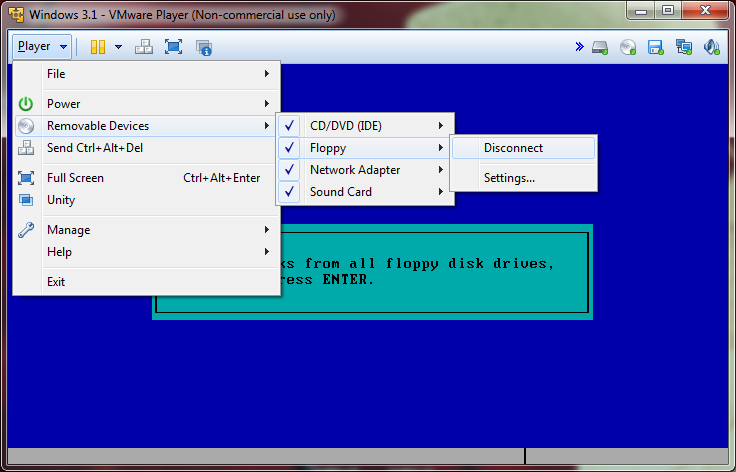 Windows 3.1 - VMware Player (Non-commercial use only)
Player
File
Power
Removable Devices
Send Ctrl+Alt+Del
Full Screen Ctrl+Alt+Enter
Unity
Manage
Help
Exit
CD/DVD (IDE)
Floppy
Network Adapter
Sound Card
Disconnect
Settings...
from all floppy disk drives,
ENTER.